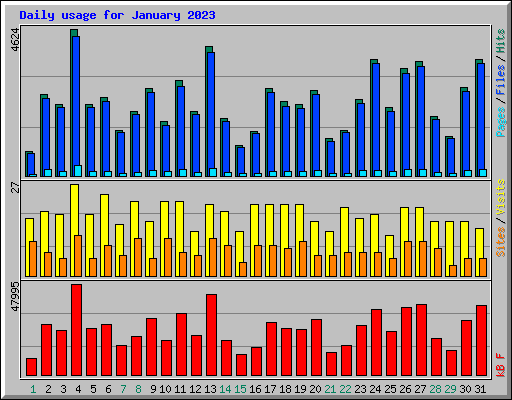 Daily usage for January 2023
4624
Pages / Files / Hits
27
Sites / Visits
47995
kB F
1 2 3 4 5 6 7 8 9 10 11 12 13 14 15 16 17 18 19 20 21 22 23 24 25 26 27 28 29 30 31